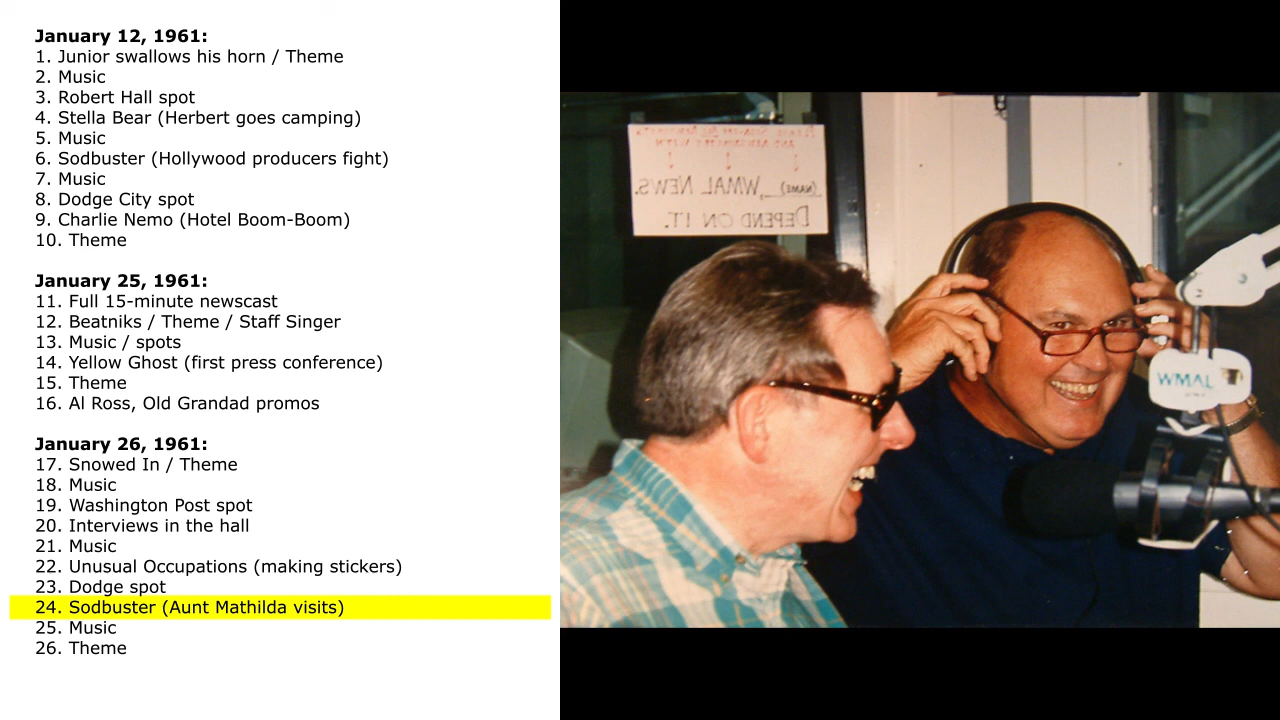 January 12, 1961:
1. Junior swallows his horn / Theme
2. Music
3. Robert Hall spot
4. Stella Bear (Herbert goes camping)
5. Music
6. Sodbuster (Hollywood producers fight)
7. Music
8. Dodge City spot
9. Charlie Nemo (Hotel Boom-Boom)
10. Theme
January 25, 1961:
11. Full 15-minute newscast
12. Beatniks / Theme / Staff Singer
13. Music / spots
14. Yellow Ghost (first press conference)
15. Theme
16. Al Ross, Old Grandad promos
January 26, 1961:
17. Snowed In / Theme
18. Music
19. Washington Post spot
20. Interviews in the hall
21. Music
22. Unusual Occupations (making stickers)
23. Dodge spot
24. Sodbuster (Aunt Mathilda visits)
25. Music
26. Theme
AND NEWSMINUTES WITH
(NAME), WMAL NEWS.
DEPEND ON IT.
WMAL